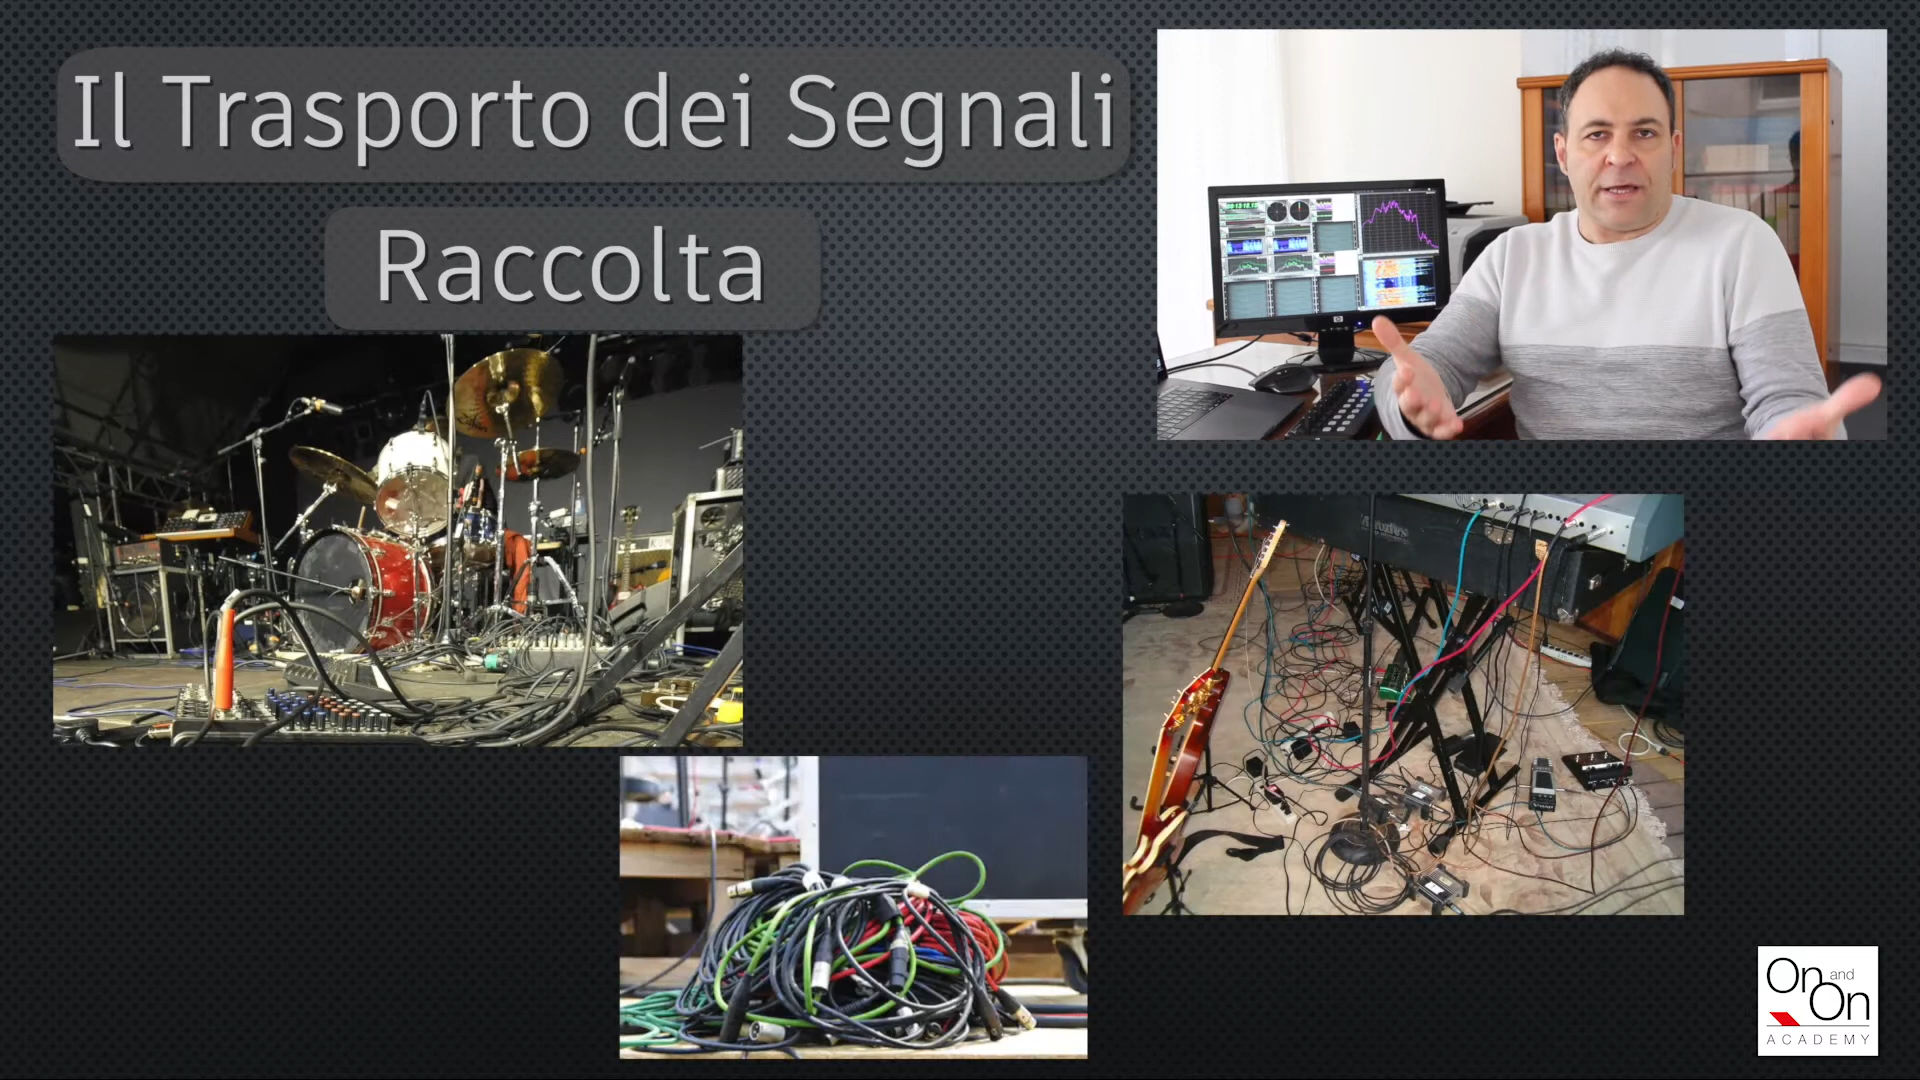 Il Trasporto dei Segnali
Raccolta
On and
On
ACADEMY